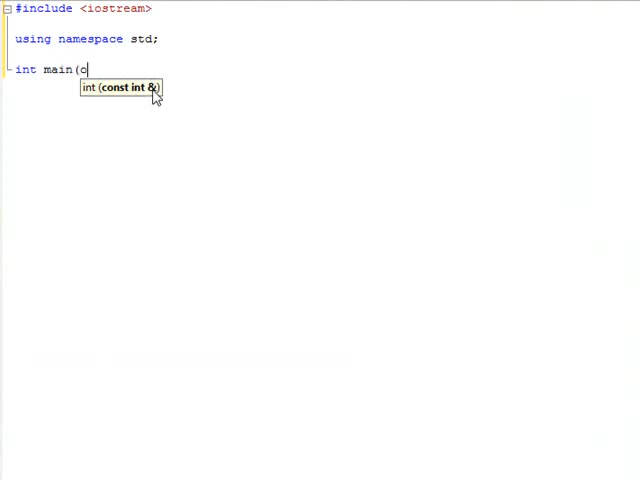 #include <iostream>
using namespace std;
int main(o
int (const int &)